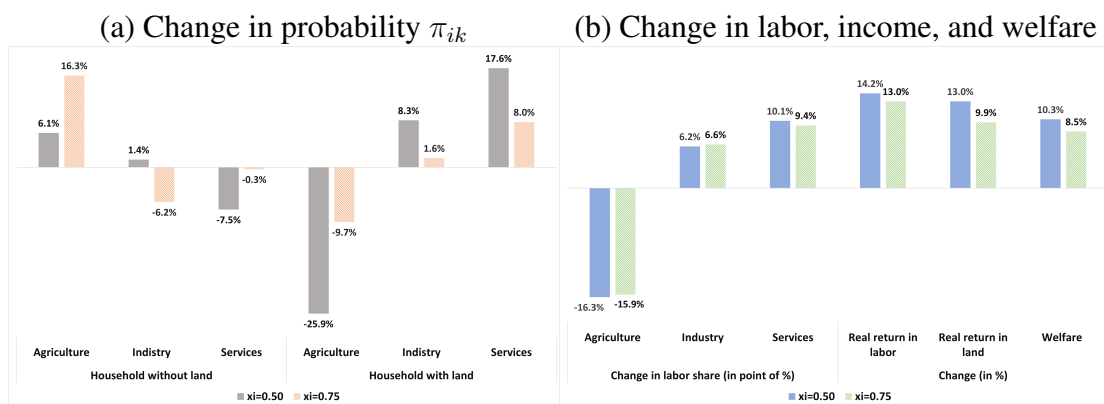 (a) Change in probability π_{ik}
16.3%
6.1%
1.4%
-6.2%
-7.5%
-0.3%
-25.9%
-9.7%
8.3%
1.6%
17.6%
8.0%
Agriculture Indistry Services Agriculture Indistry Services
Household without land Household with land
xi=0.50 xi=0.75
(b) Change in labor, income, and welfare
-16.3%
-15.9%
6.2%
6.6%
10.1%
9.4%
14.2%
13.0%
13.0%
9.9%
10.3%
8.5%
Agriculture Industry Services Real return in Real return in Welfare
labor land
Change in labor share (in point of %) Change (in %)
xi=0.50 xi=0.75